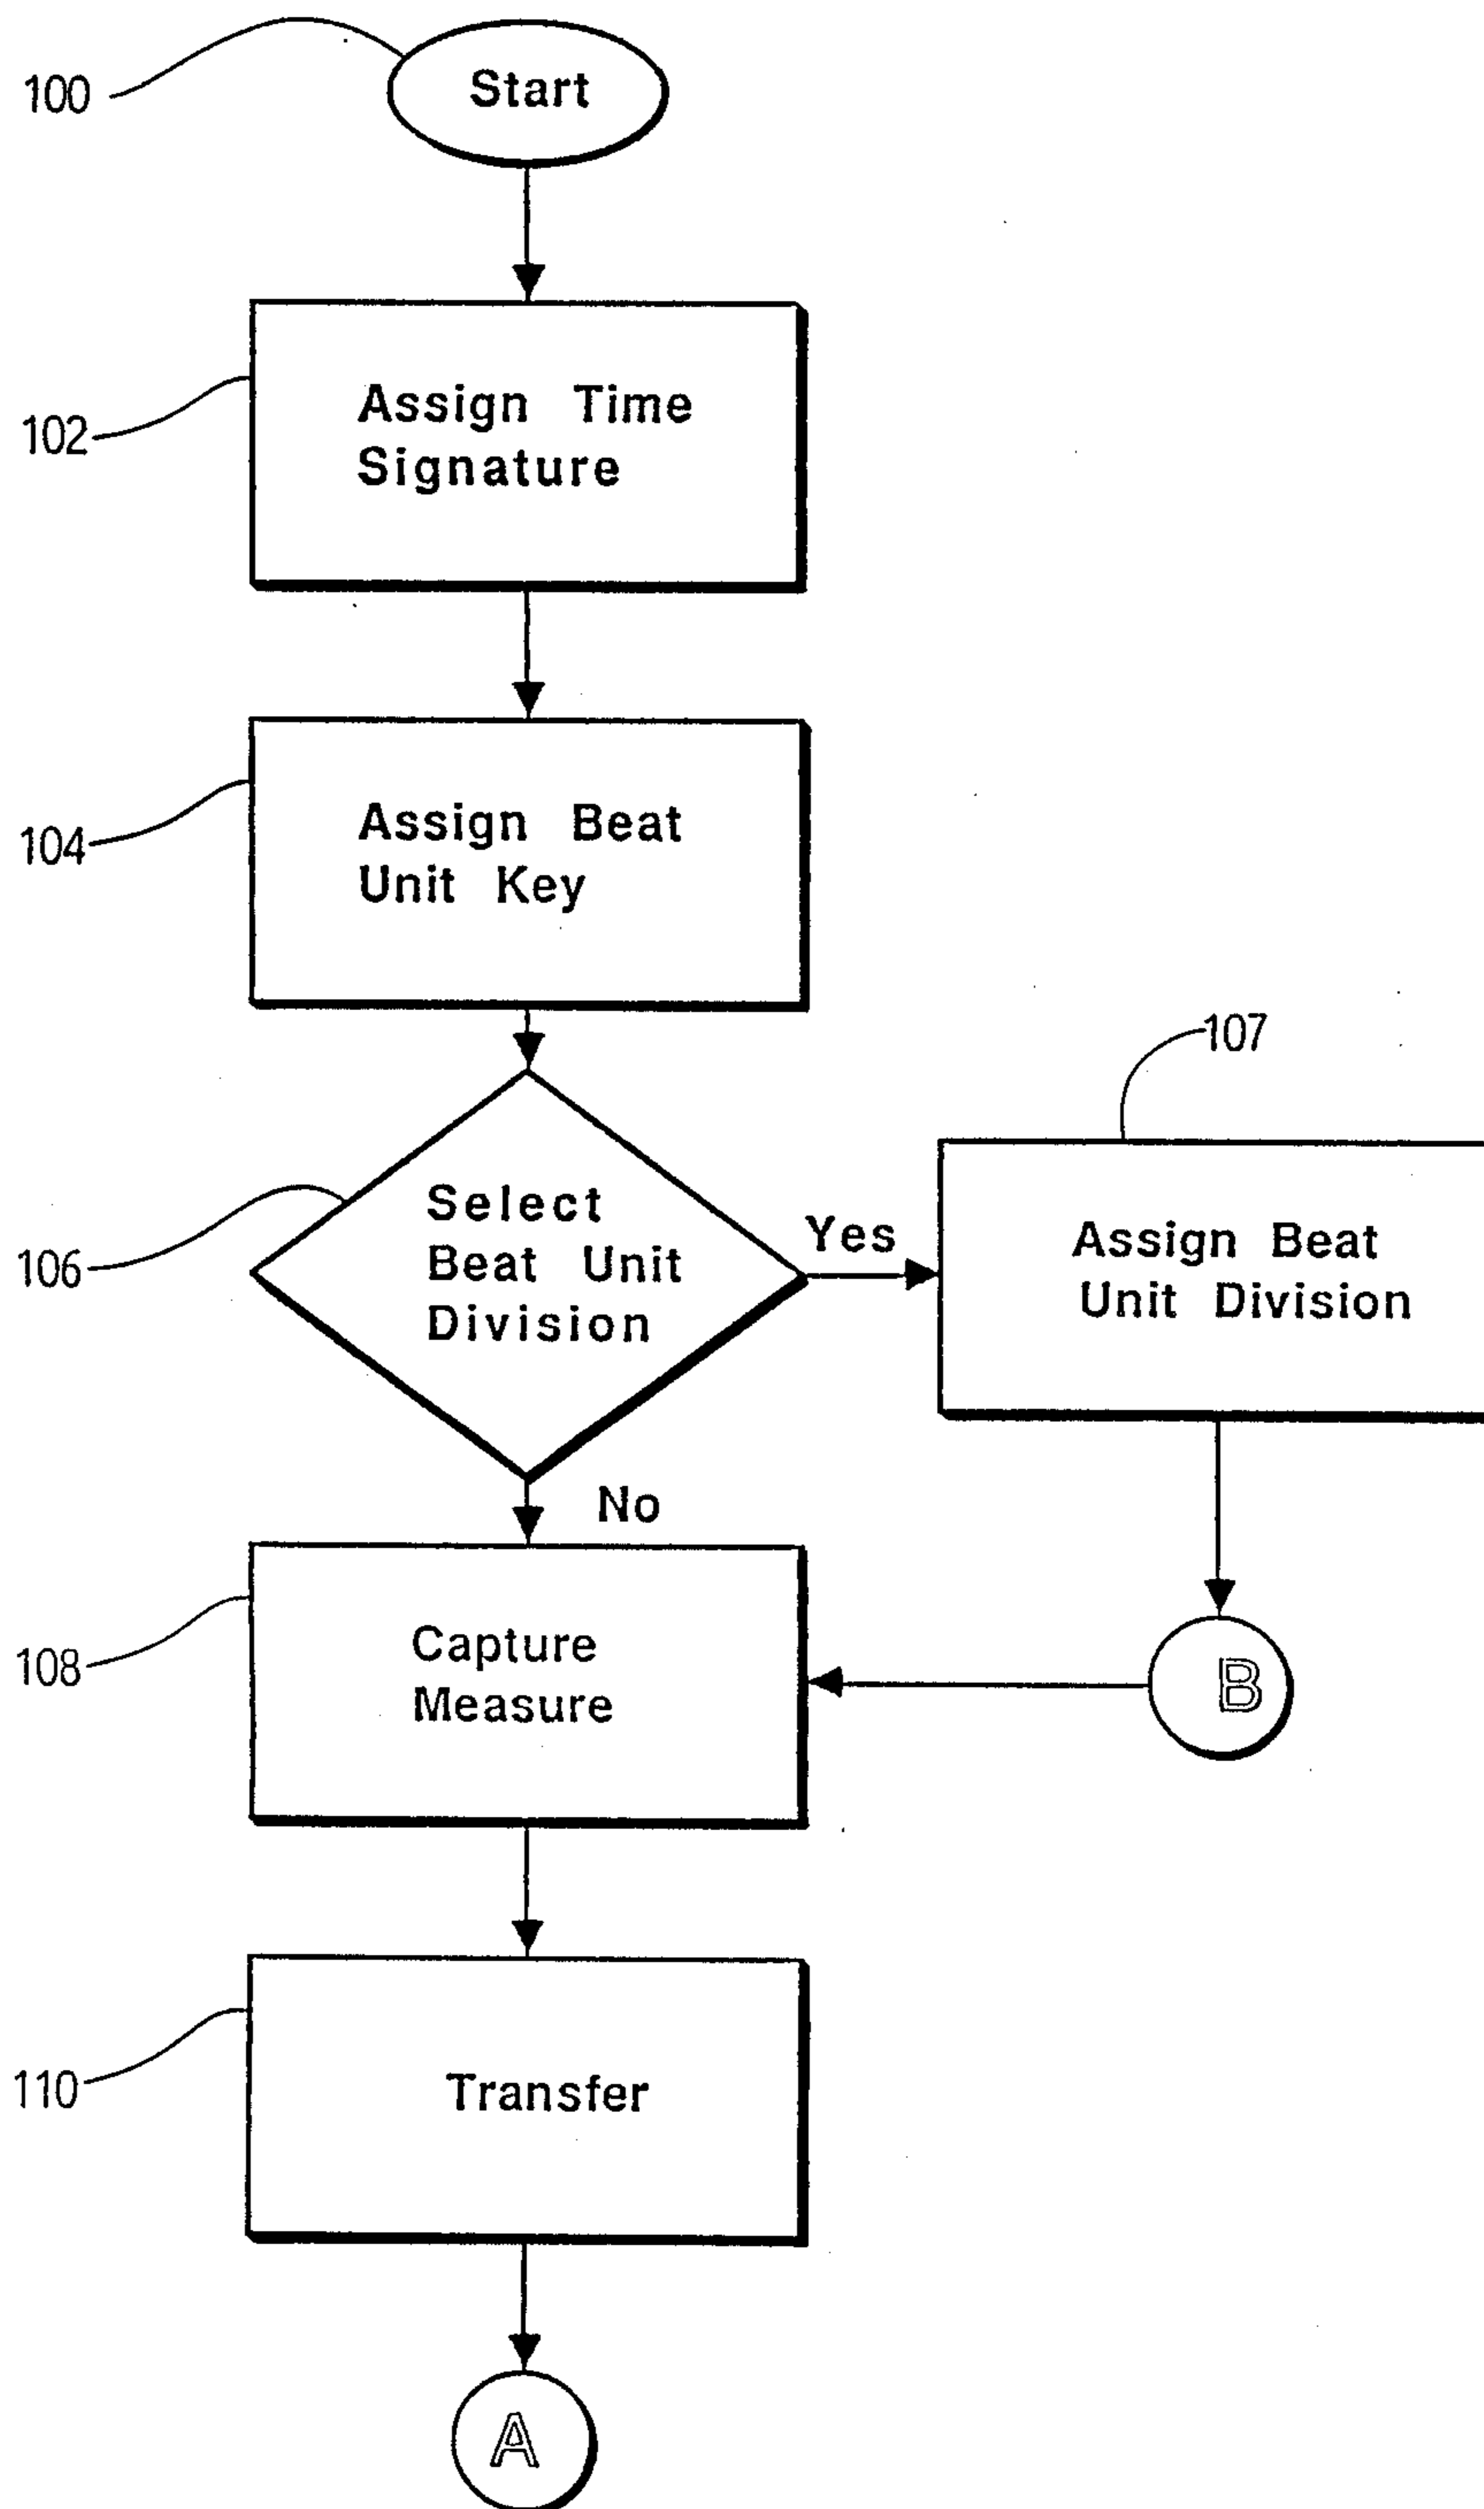 100
Start
102
Assign Time
Signature
104
Assign Beat
Unit Key
107
106
Select
Beat Unit
Division
Yes
Assign Beat
Unit Division
No
108
Capture
Measure
B
110
Transfer
A